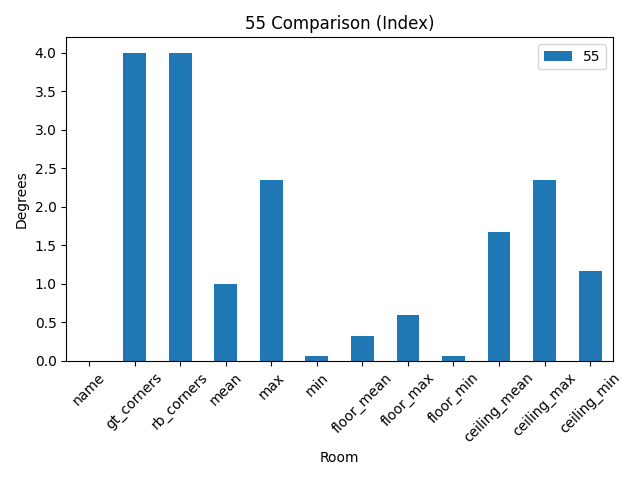 55 Comparison (Index)
55
Degrees
4.0
3.5
3.0
2.5
2.0
1.5
1.0
0.5
0.0
name
gt_corners
rb_corners
mean
max
min
floor_mean
floor_max
floor_min
ceiling_mean
ceiling_max
ceiling_min
Room